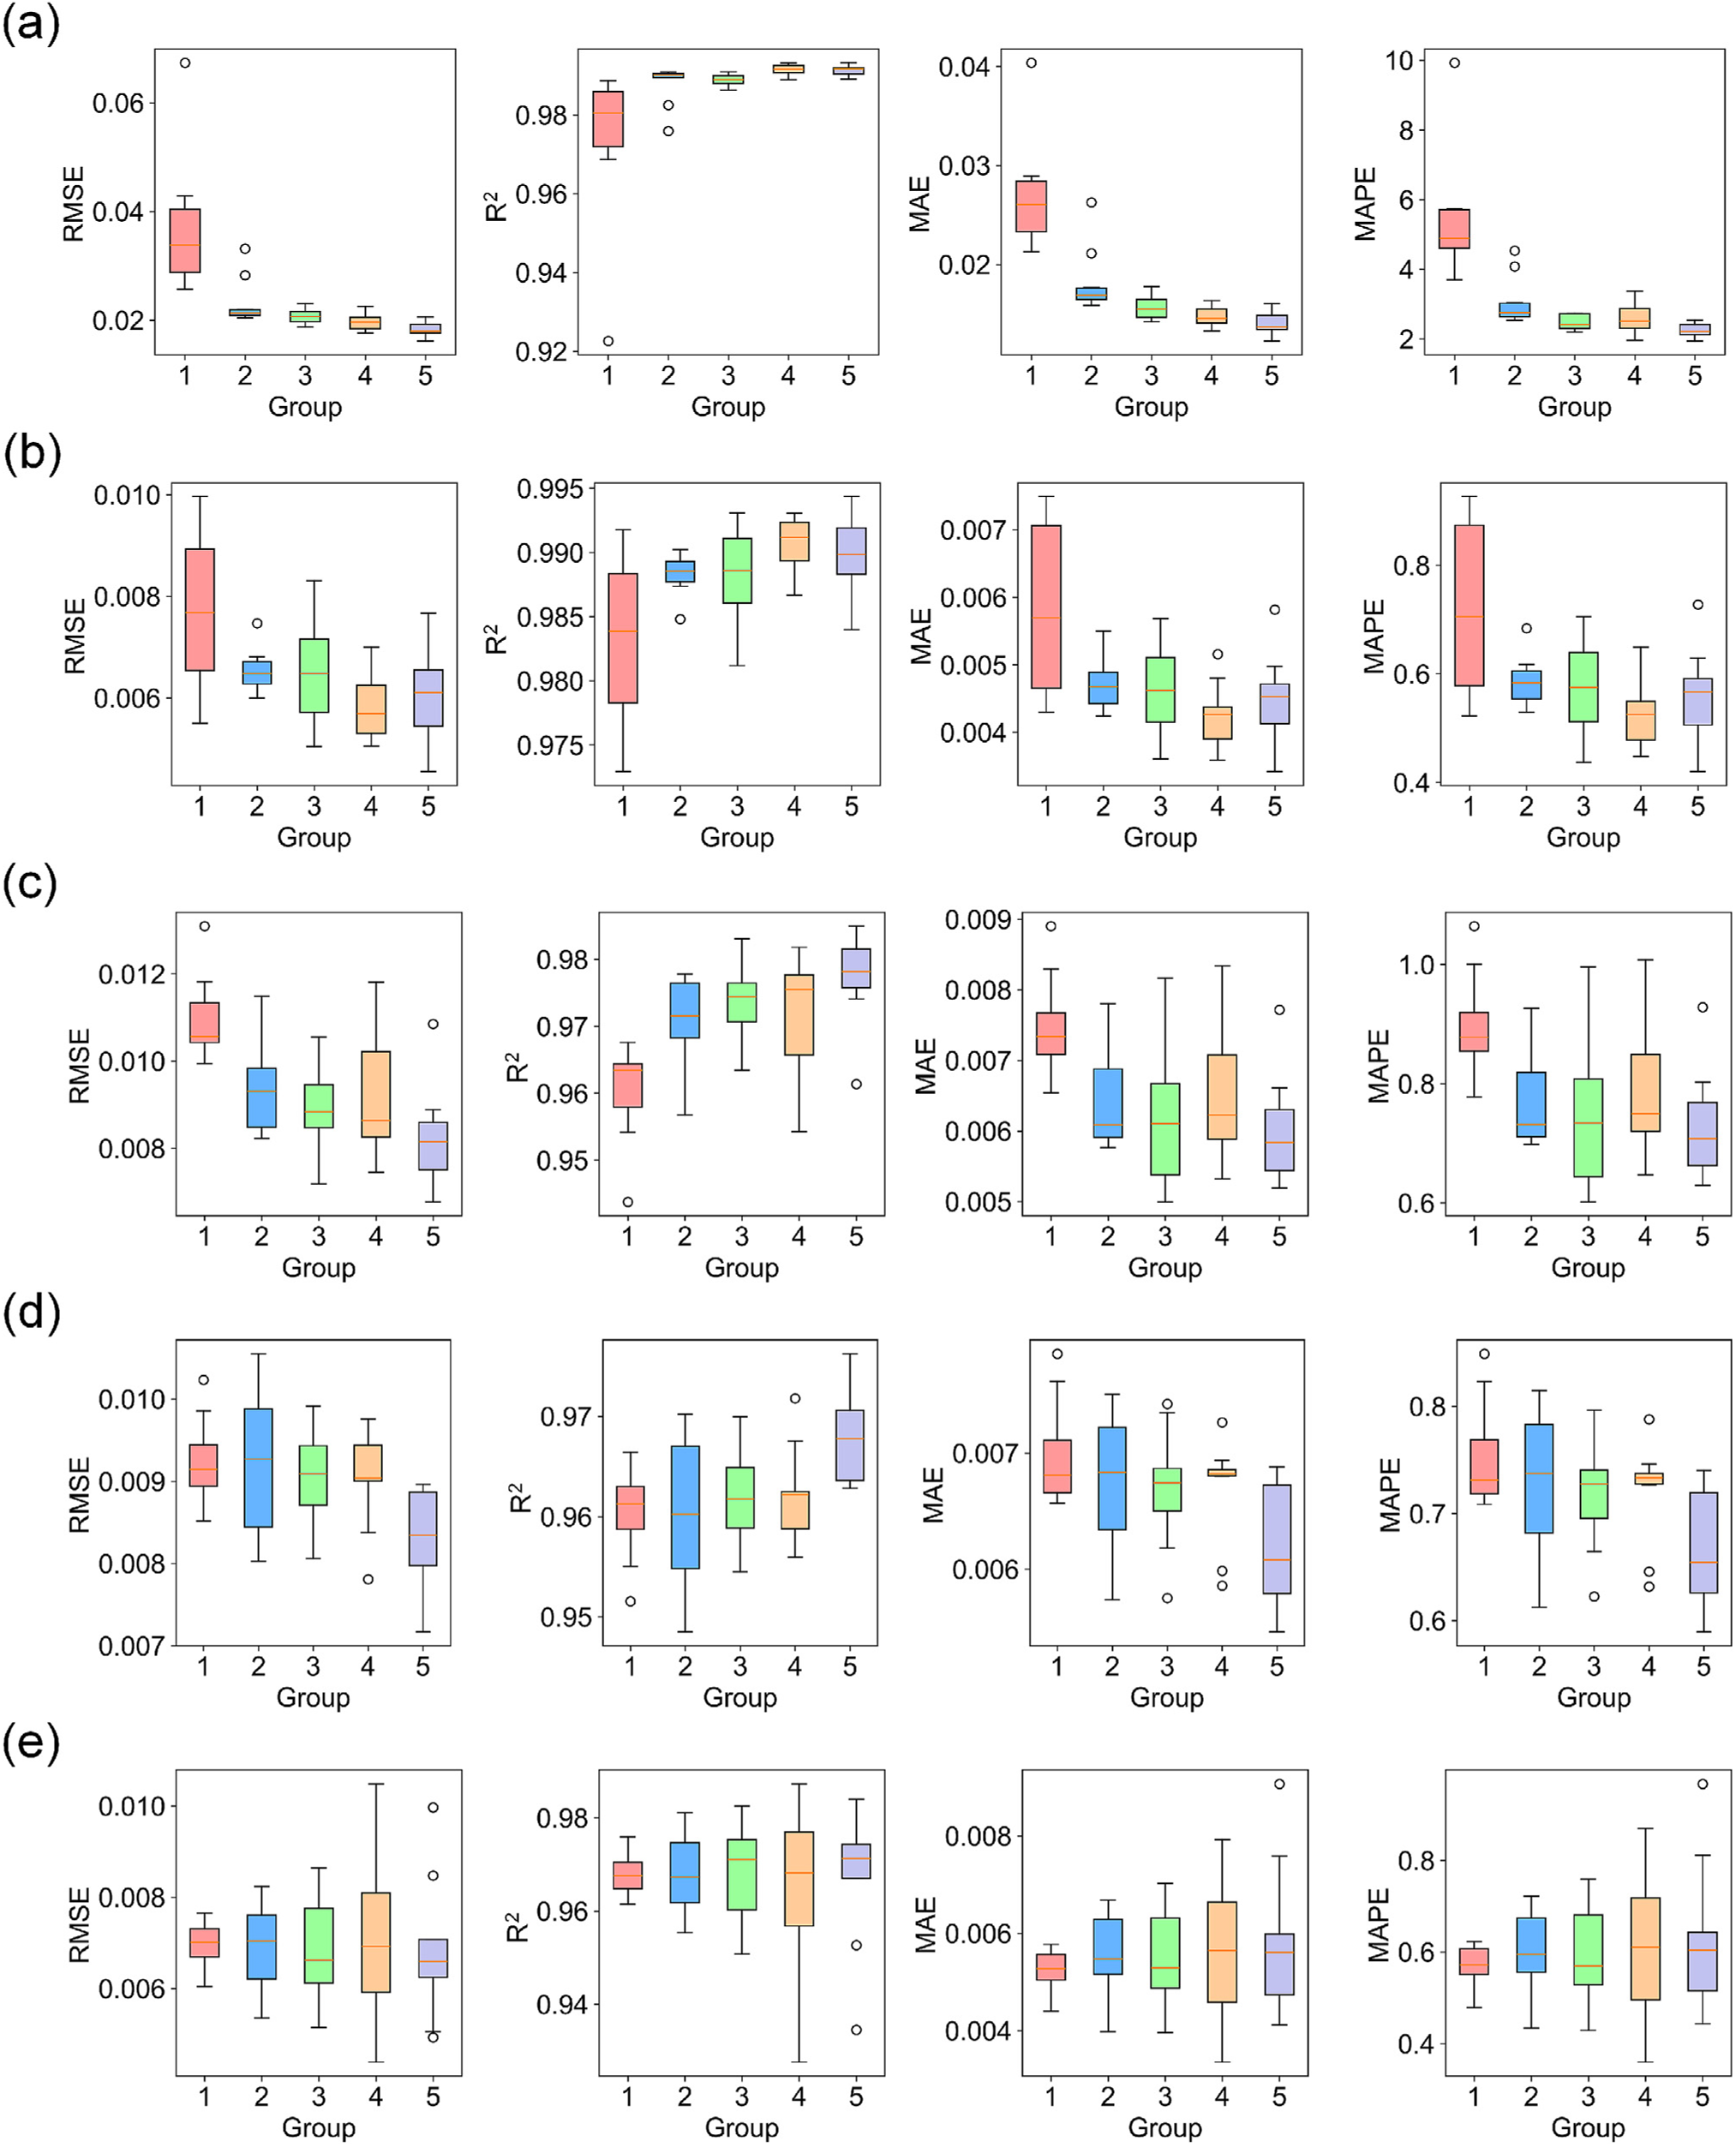 (a)
RMSE
0.06
0.04
0.02
1 2 3 4 5
Group
R²
0.98
0.96
0.94
0.92
1 2 3 4 5
Group
MAE
0.04
0.03
0.02
1 2 3 4 5
Group
MAPE
10
8
6
4
2
1 2 3 4 5
Group
(b)
RMSE
0.010
0.008
0.006
1 2 3 4 5
Group
R²
0.995
0.990
0.985
0.980
0.975
1 2 3 4 5
Group
MAE
0.007
0.006
0.005
0.004
1 2 3 4 5
Group
MAPE
0.8
0.6
0.4
1 2 3 4 5
Group
(c)
RMSE
0.012
0.010
0.008
1 2 3 4 5
Group
R²
0.98
0.97
0.96
0.95
1 2 3 4 5
Group
MAE
0.009
0.008
0.007
0.006
0.005
1 2 3 4 5
Group
MAPE
1.0
0.8
0.6
1 2 3 4 5
Group
(d)
RMSE
0.010
0.009
0.008
0.007
1 2 3 4 5
Group
R²
0.97
0.96
0.95
1 2 3 4 5
Group
MAE
0.007
0.006
1 2 3 4 5
Group
MAPE
0.8
0.7
0.6
1 2 3 4 5
Group
(e)
RMSE
0.010
0.008
0.006
1 2 3 4 5
Group
R²
0.98
0.96
0.94
1 2 3 4 5
Group
MAE
0.008
0.006
0.004
1 2 3 4 5
Group
MAPE
0.8
0.6
0.4
1 2 3 4 5
Group